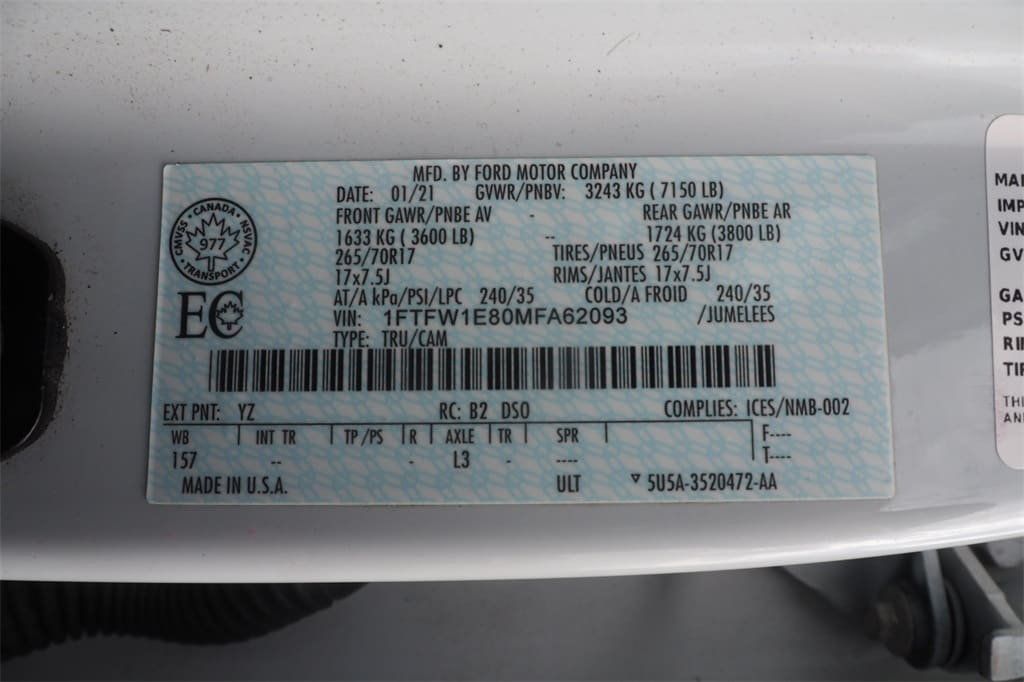 MFD. BY FORD MOTOR COMPANY
DATE: 01/21 GVWR/PNBV: 3243 KG ( 7150 LB)
FRONT GAWR/PNBE AV - REAR GAWR/PNBE AR
1633 KG ( 3600 LB) -- 1724 KG (3800 LB)
265/70R17 TIRES/PNEUS 265/70R17
17x7.5J RIMS/JANTES 17x7.5J
AT/A kPa/PSI/LPC 240/35 COLD/A FROID 240/35
VIN: 1FTFW1E80MFA62093 /JUMELEES
TYPE: TRU/CAM
CANADA
CMVSS 977 NSVAC
TRANSPORT
EC
EXT PNT: YZ RC: B2 DSO COMPLIES: ICES/NMB-002
WB INT TR TP/PS R AXLE TR SPR F----
157 -- - L3 - ---- T----
MADE IN U.S.A. ULT 5U5A-3520472-AA
MAN
IMP
VIN
GV
GA
PS
RI
TI
TH
AN